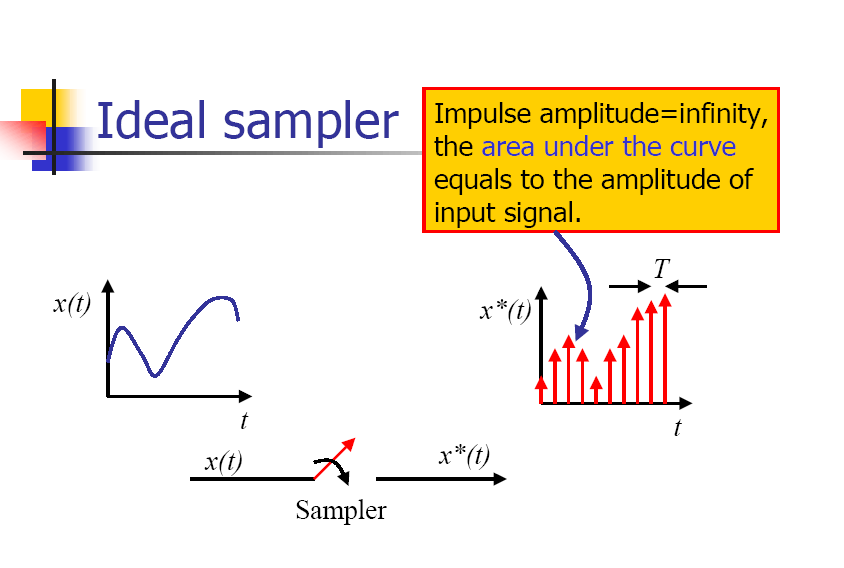 Ideal sampler
Impulse amplitude=infinity,
the area under the curve
equals to the amplitude of
input signal.
x(t)
t
T
x*(t)
t
x(t)
x*(t)
Sampler